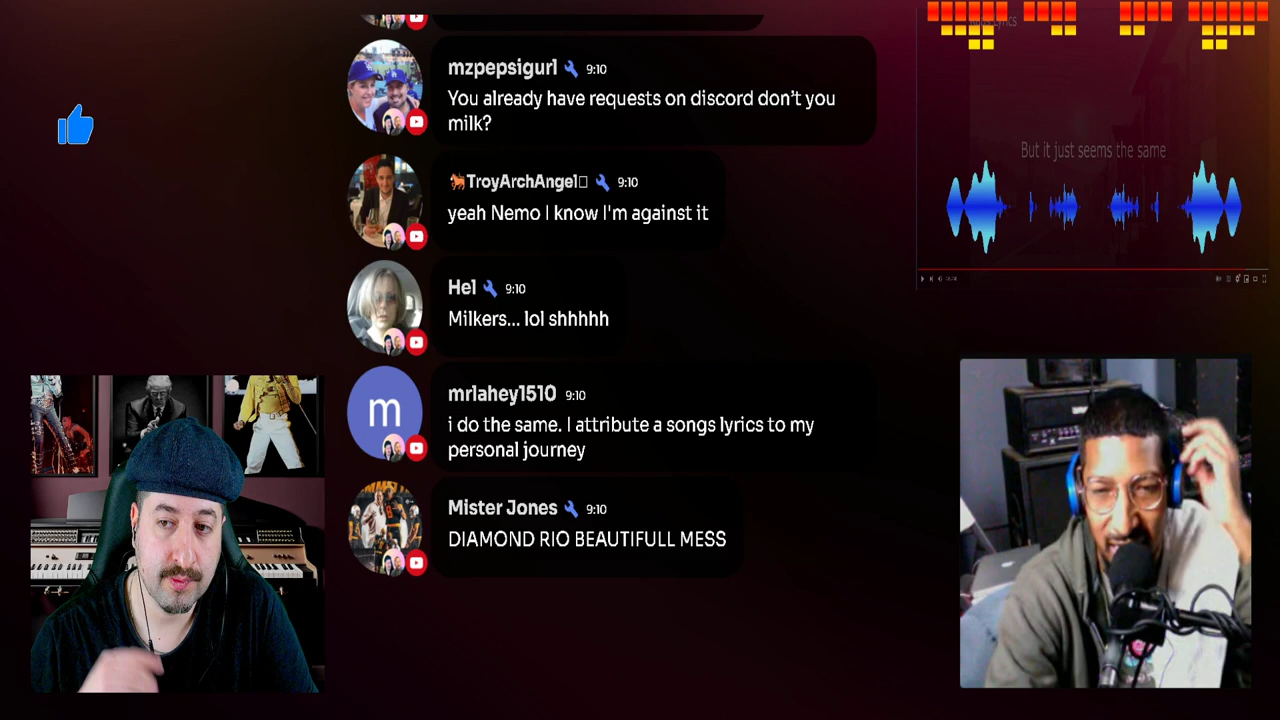 mzpepsigurl 9:10
You already have requests on discord don't you
milk?
TroyArchAngel 9:10
yeah Nemo I know I'm against it
Hel 9:10
Milkers... lol shhhhh
m
mrlahey1510 9:10
i do the same. I attribute a songs lyrics to my
personal journey
Mister Jones 9:10
DIAMOND RIO BEAUTIFULL MESS
But it just seems the same